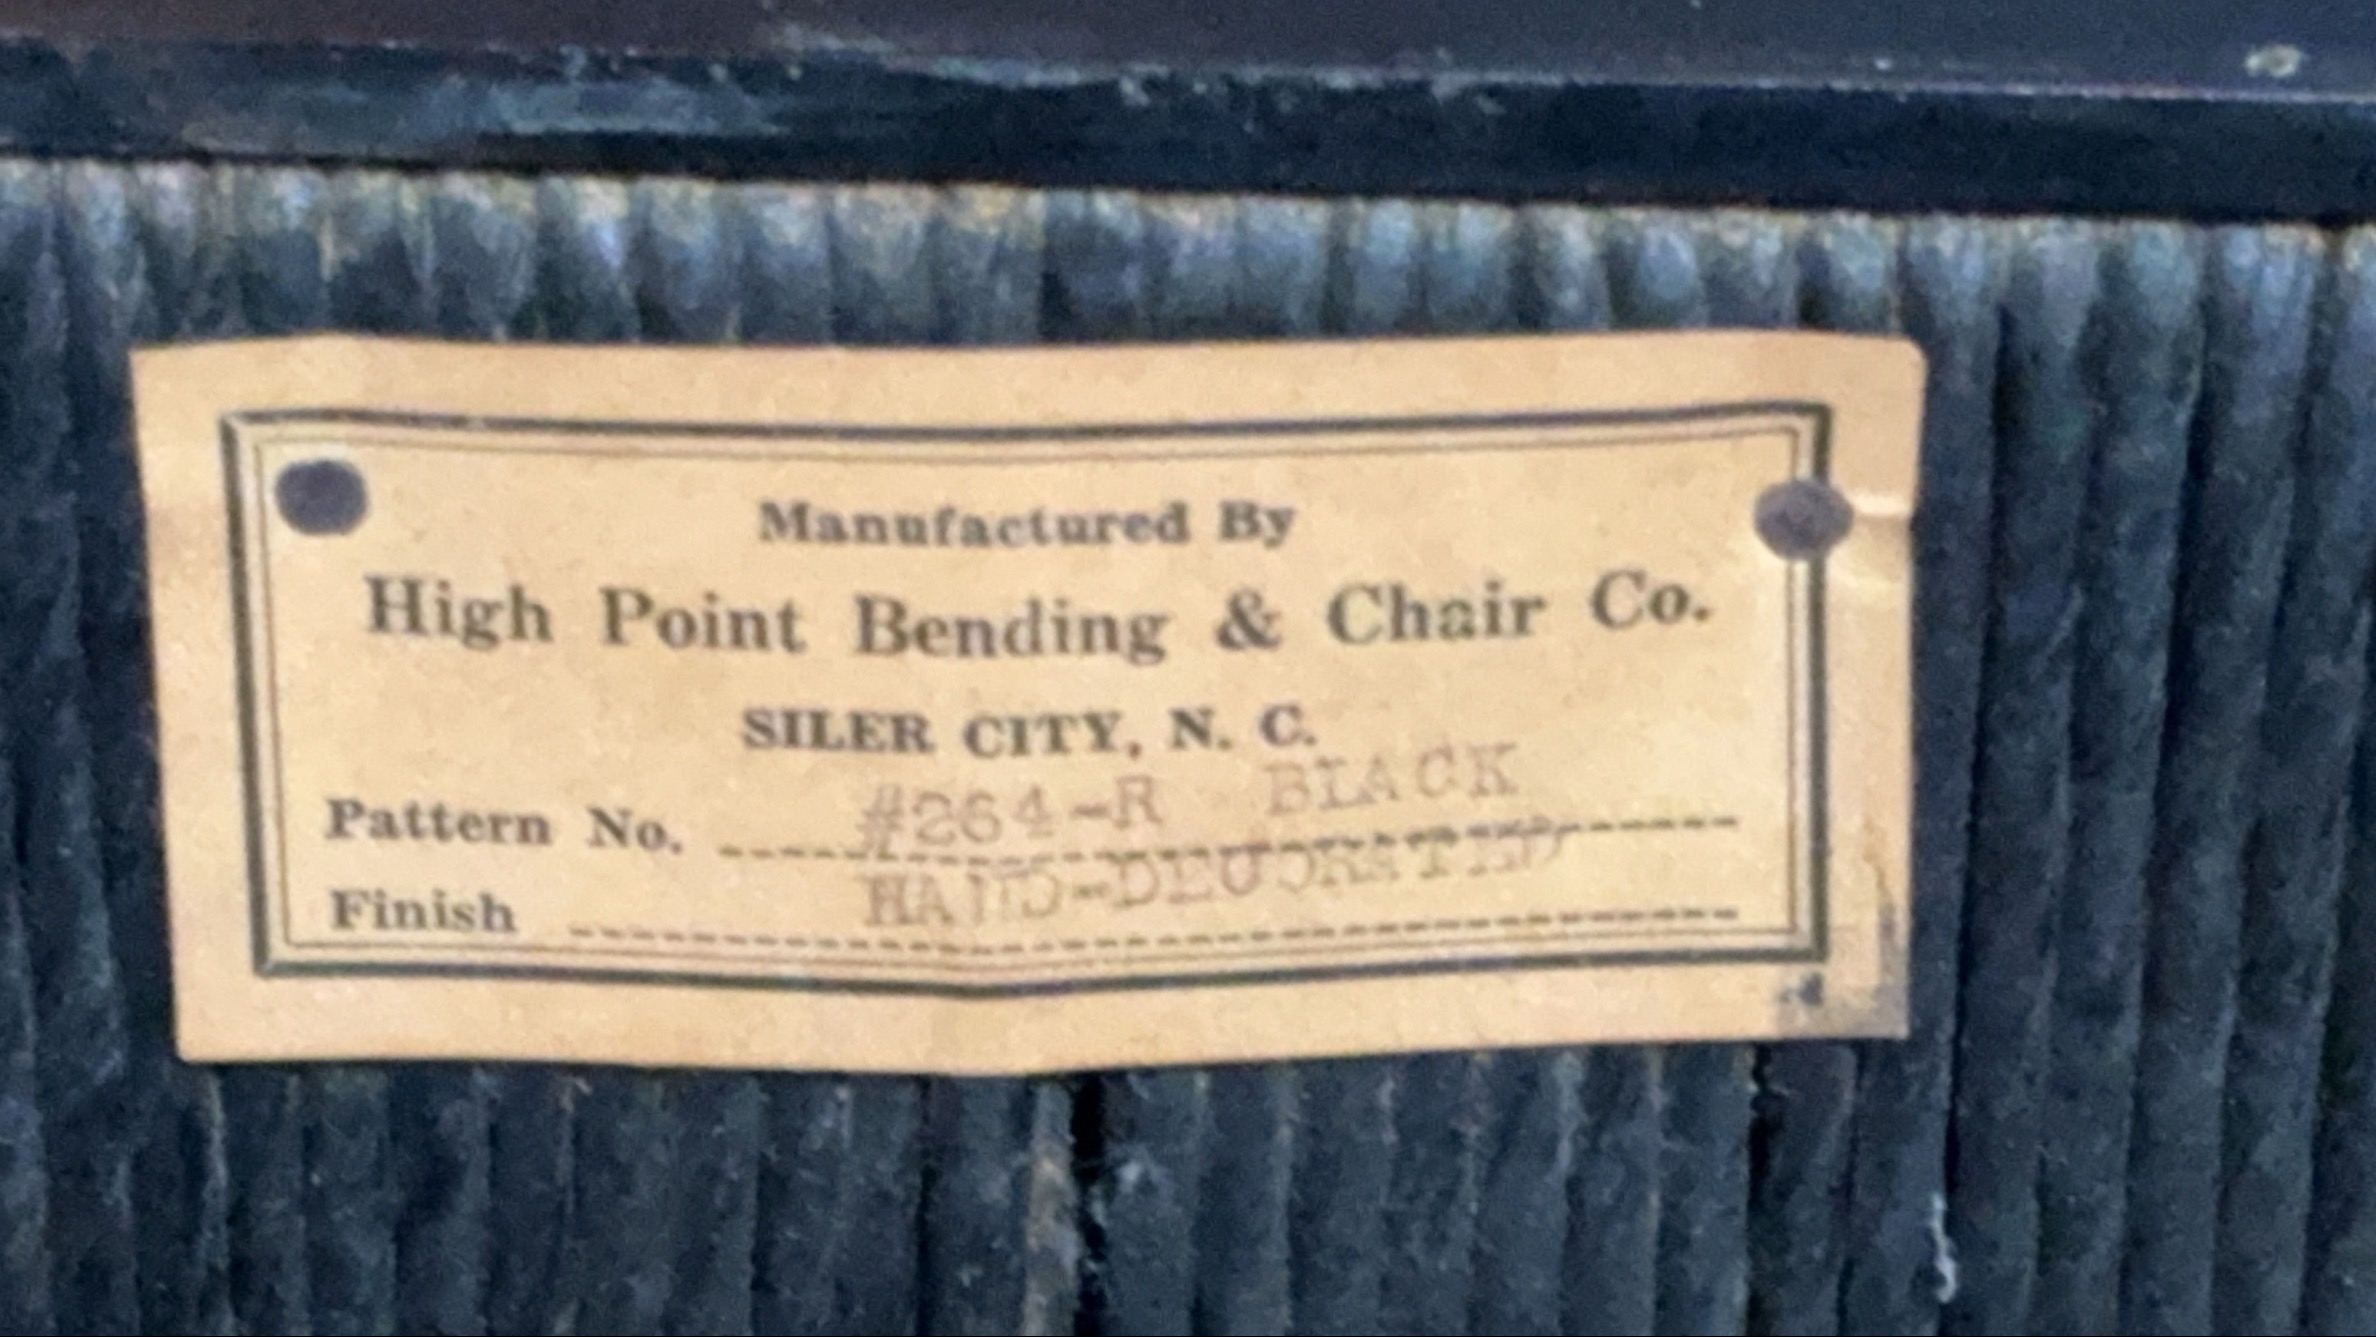 Manufactured By
High Point Bending & Chair Co.
SILER CITY, N. C.
Pattern No. #264-R BLACK
Finish HAND-DECORATED